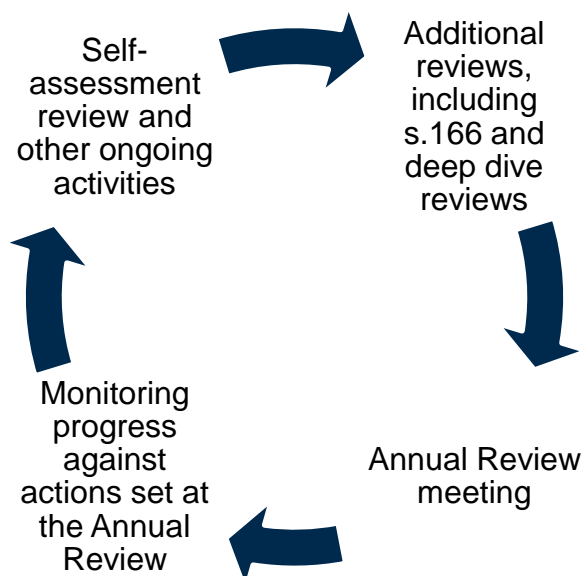 Self-
assessment
review and
other ongoing
activities
Additional
reviews,
including
s.166 and
deep dive
reviews
Annual Review
meeting
Monitoring
progress
against
actions set at
the Annual
Review